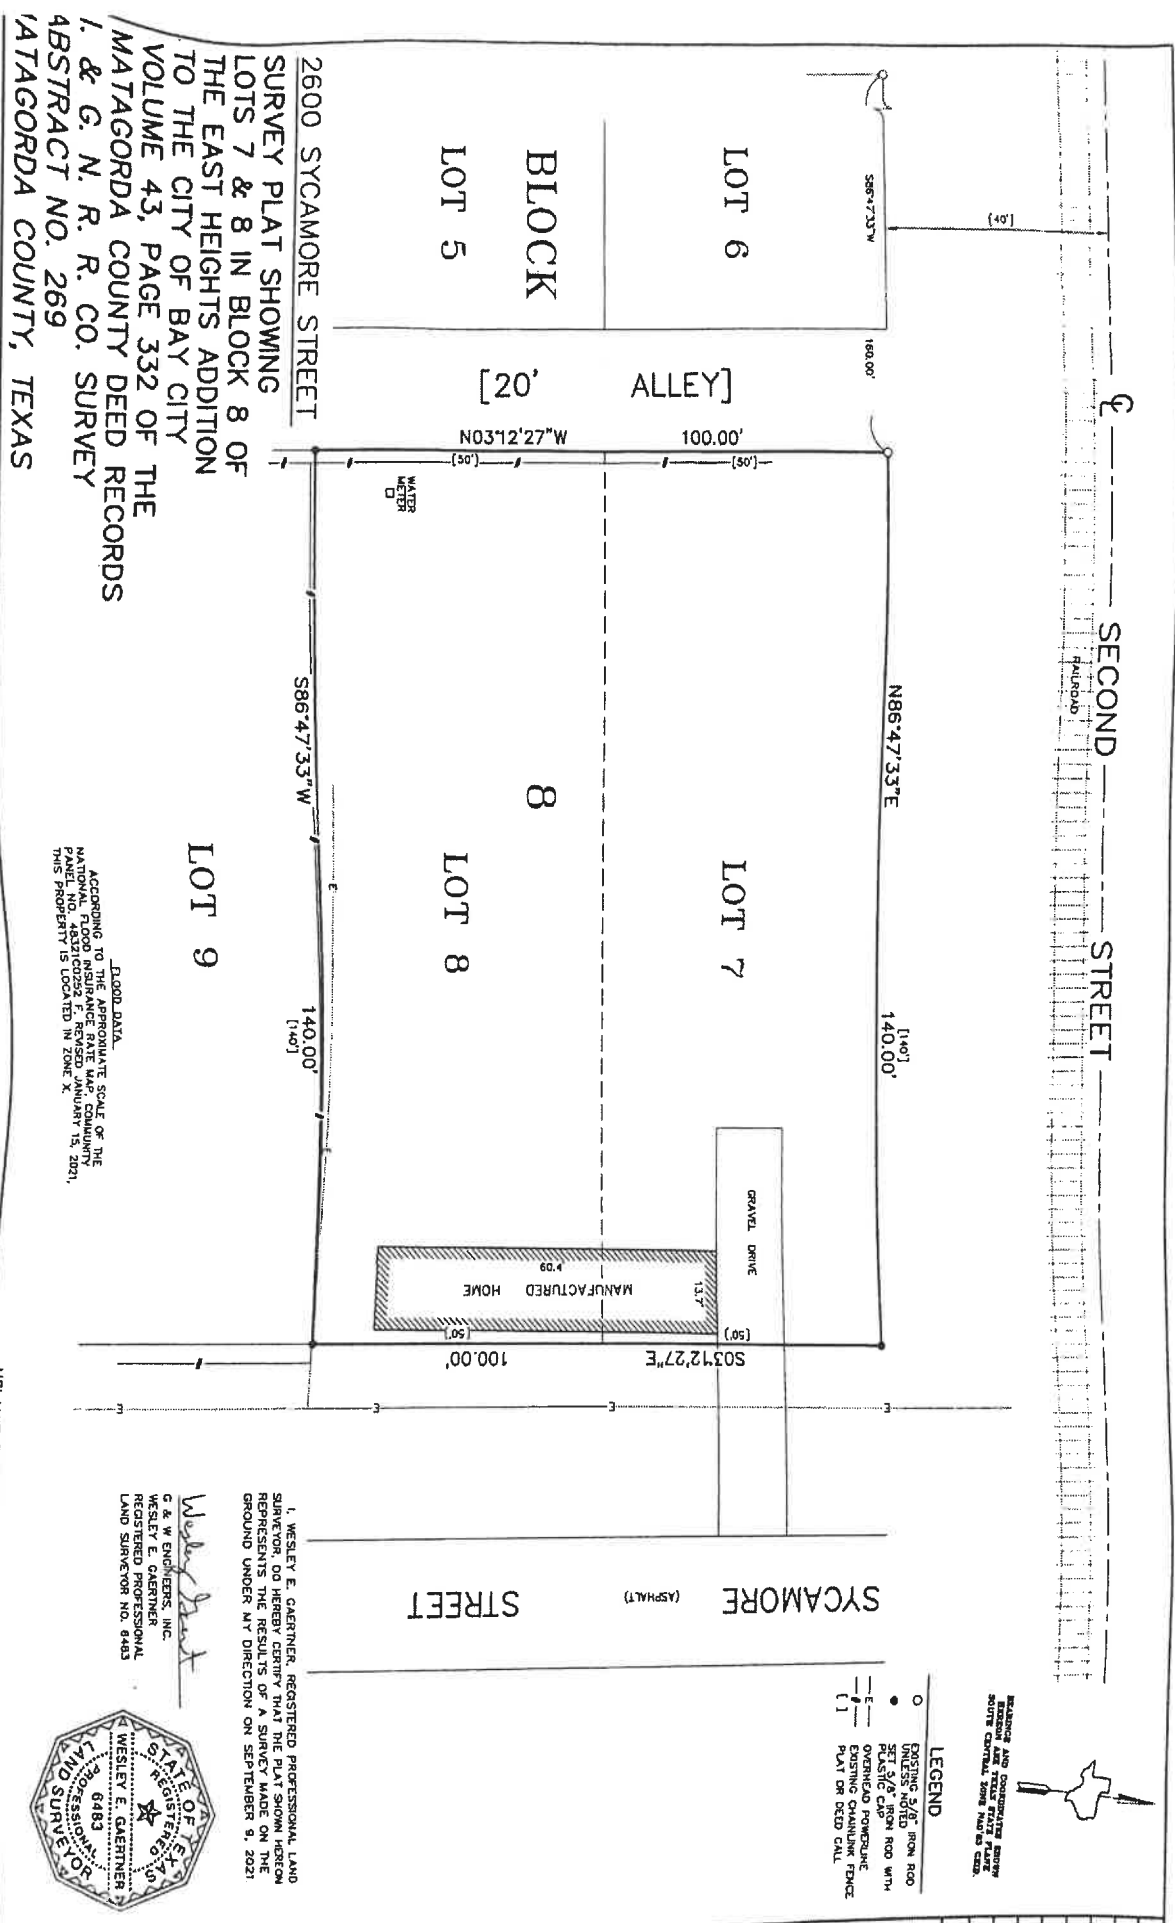 SECOND STREET
RAILROAD
[40']
S86°47'33"W
160.00'
LOT 6
BLOCK
LOT 5
[20' ALLEY]
N03°12'27"W 100.00'
[50'] [50']
WATER
METER
N86°47'33"E
[140']
140.00'
LOT 7
8
LOT 8
S86°47'33"W
140.00'
[140']
E
E
LOT 9
GRAVEL DRIVE
MANUFACTURED HOME
60.4'
13.7'
[50']
[50']
S03°12'27"E
100.00'
E
E
E
E
SYCAMORE
(ASPHALT)
STREET
BEARINGS AND COORDINATES SHOWN
HEREON ARE TEXAS STATE PLANE
SOUTH CENTRAL ZONE NAD'83 GRID.
LEGEND
EXISTING 5/8" IRON ROD
UNLESS NOTED
SET 5/8" IRON ROD WITH
PLASTIC CAP
E OVERHEAD POWERLINE
EXISTING CHAINLINK FENCE
[ ] PLAT OR DEED CALL
2600 SYCAMORE STREET
SURVEY PLAT SHOWING
LOTS 7 & 8 IN BLOCK 8 OF
THE EAST HEIGHTS ADDITION
TO THE CITY OF BAY CITY
VOLUME 43, PAGE 332 OF THE
MATAGORDA COUNTY DEED RECORDS
I. & G. N. R. R. CO. SURVEY
ABSTRACT NO. 269
ATAGORDA COUNTY, TEXAS
FLOOD DATA
ACCORDING TO THE APPROXIMATE SCALE OF THE
NATIONAL FLOOD INSURANCE RATE MAP, COMMUNITY
PANEL NO. 48321C0252 F, REVISED JANUARY 15, 2021,
THIS PROPERTY IS LOCATED IN ZONE X.
I, WESLEY E. GAERTNER, REGISTERED PROFESSIONAL LAND
SURVEYOR, DO HEREBY CERTIFY THAT THE PLAT SHOWN HEREON
REPRESENTS THE RESULTS OF A SURVEY MADE ON THE
GROUND UNDER MY DIRECTION ON SEPTEMBER 9, 2021
G & W ENGINEERS, INC.
WESLEY E. GAERTNER
REGISTERED PROFESSIONAL
LAND SURVEYOR NO. 6483
STATE OF TEXAS
REGISTERED
WESLEY E. GAERTNER
6483
PROFESSIONAL
LAND SURVEYOR